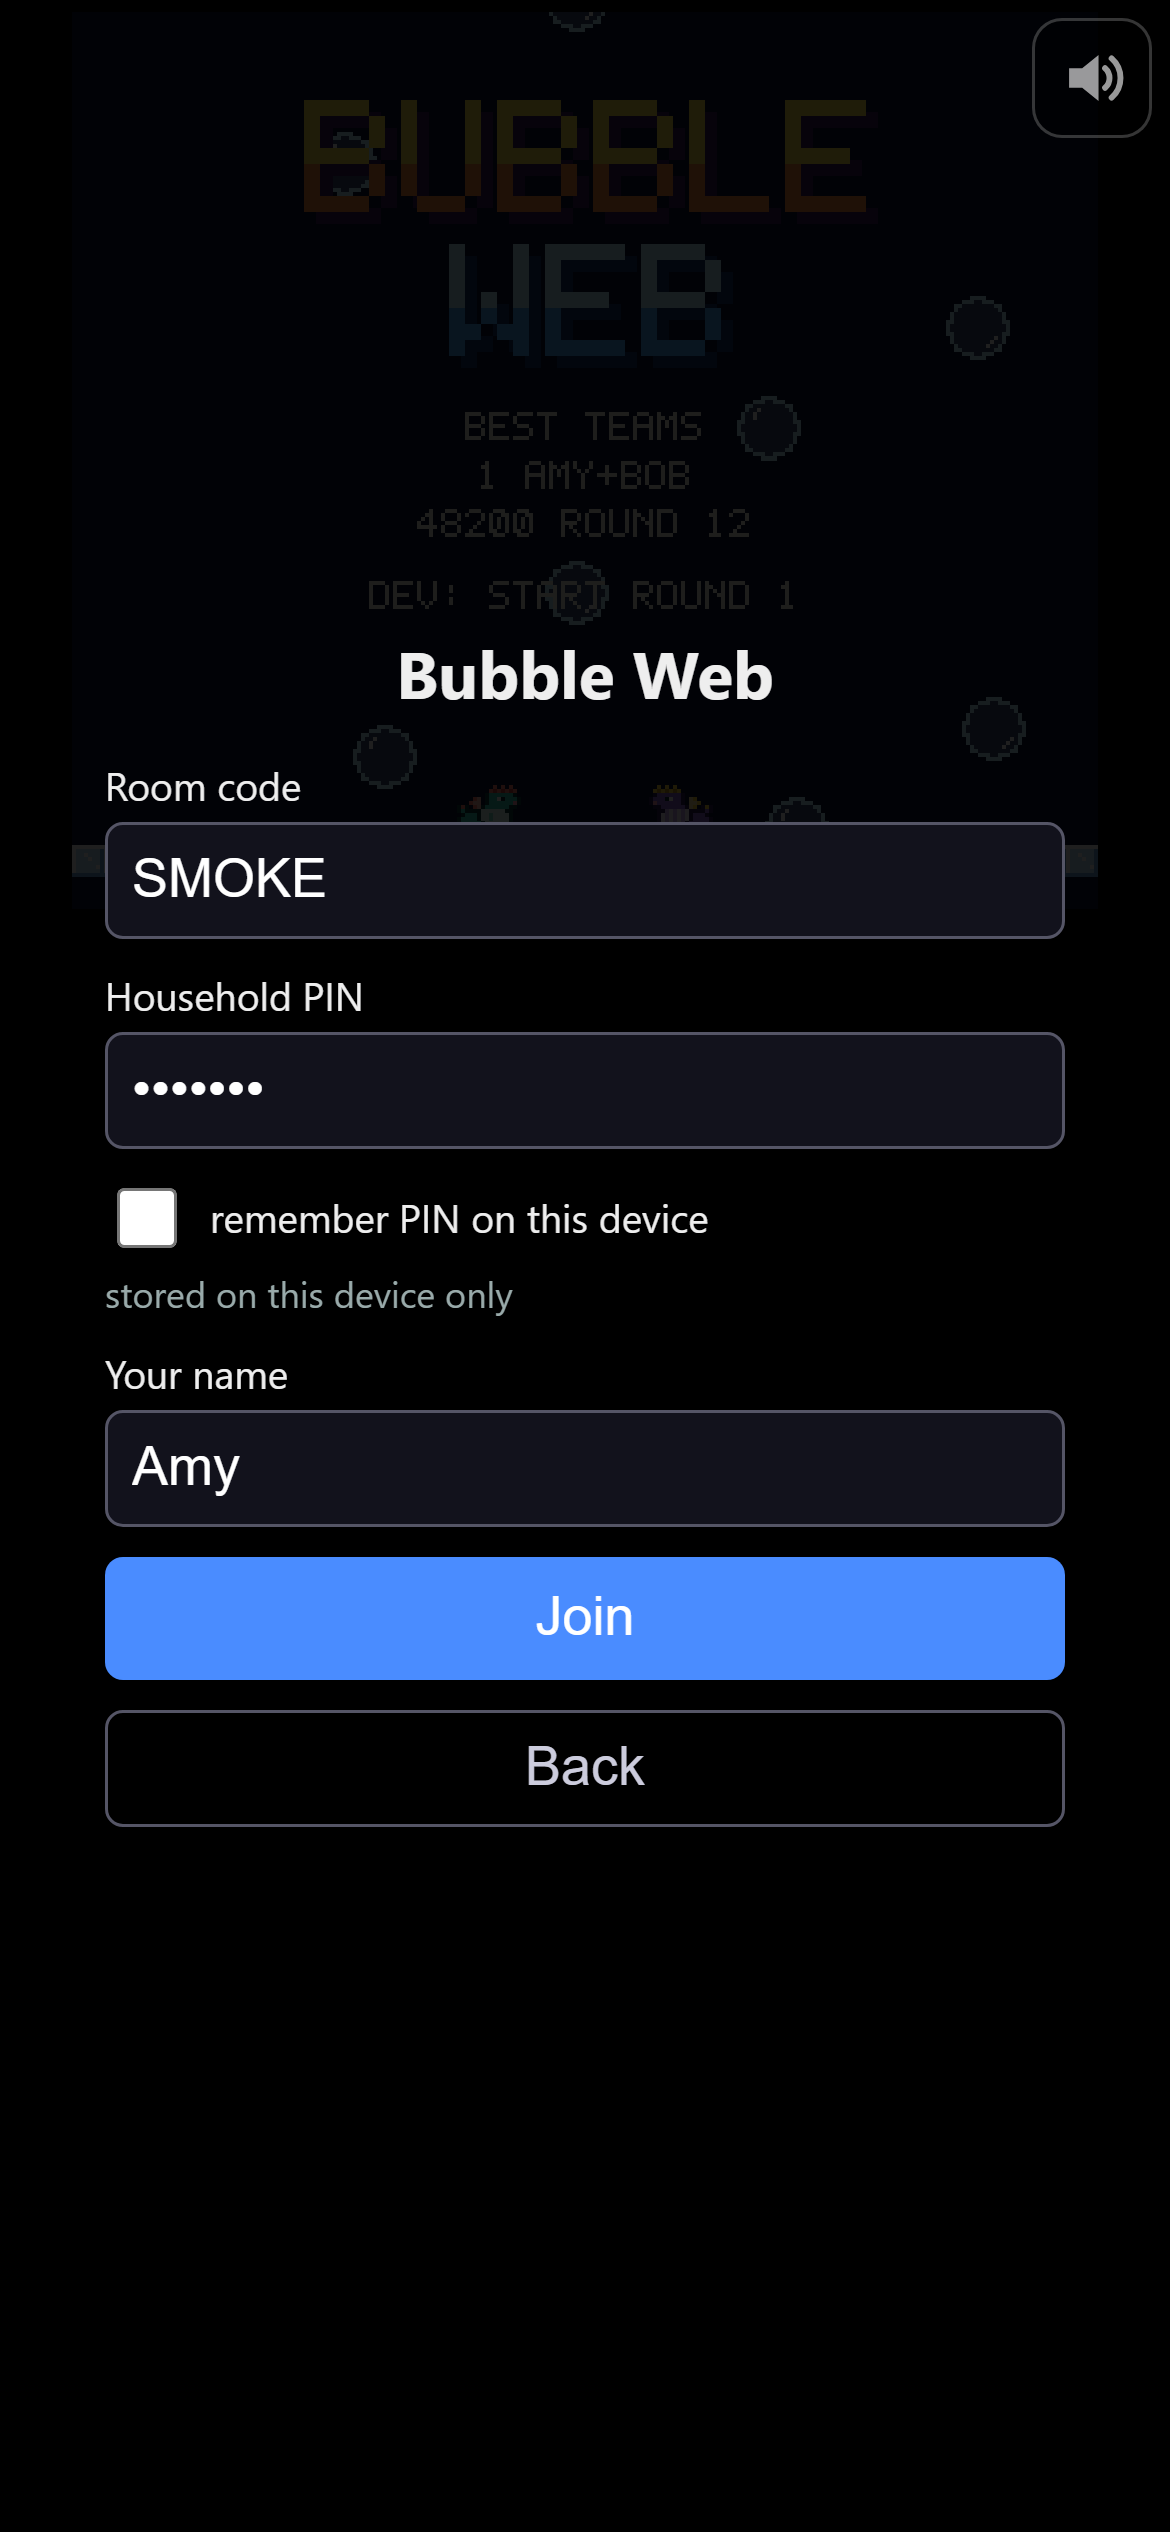 BUBBLE
WEB
BEST TEAMS
1 AMY+BOB
48200 ROUND 12
DEV: START ROUND 1
Bubble Web
Room code
SMOKE
Household PIN
•••••••
remember PIN on this device
stored on this device only
Your name
Amy
Join
Back